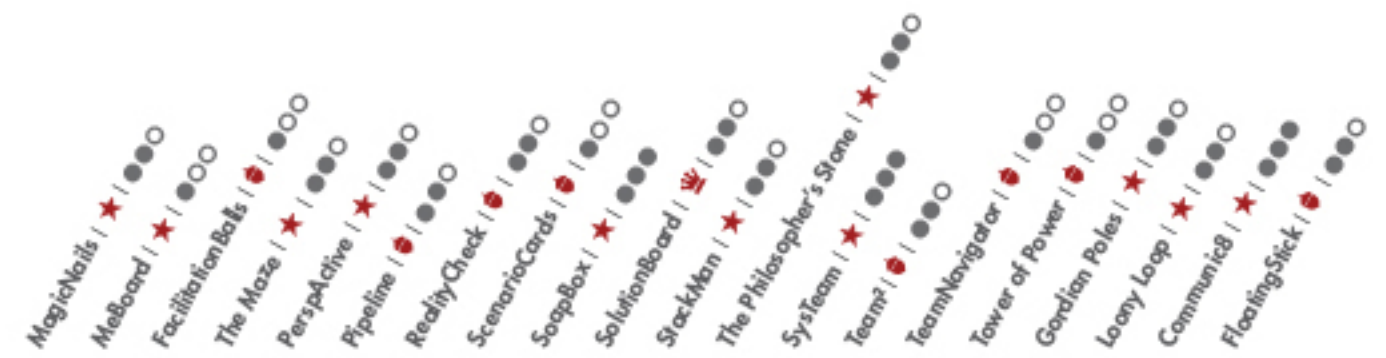 MagicNails
MeBoard
FacilitationBalls
The Maze
PerspActive
Pipeline
RealityCheck
ScenarioCards
SoapBox
SolutionBoard
StackMan
The Philosopher's Stone
SysTeam
Team²
TeamNavigator
Tower of Power
Gordian Poles
Loony Loop
Communic8
FloatingStick